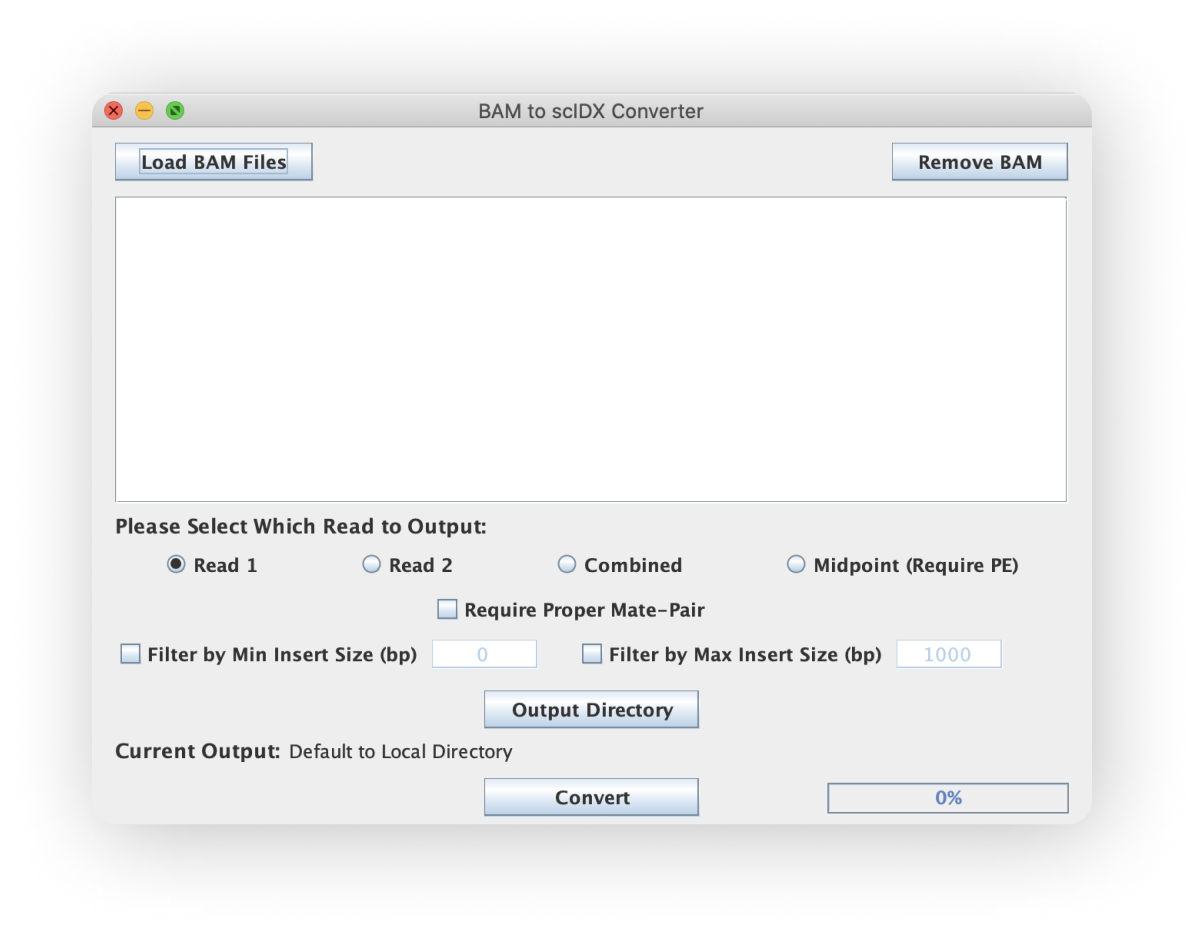 BAM to scIDX Converter
Load BAM Files Remove BAM
Please Select Which Read to Output:
Read 1 Read 2 Combined Midpoint (Require PE)
Require Proper Mate-Pair
Filter by Min Insert Size (bp) 0 Filter by Max Insert Size (bp) 1000
Output Directory
Current Output: Default to Local Directory
Convert 0%